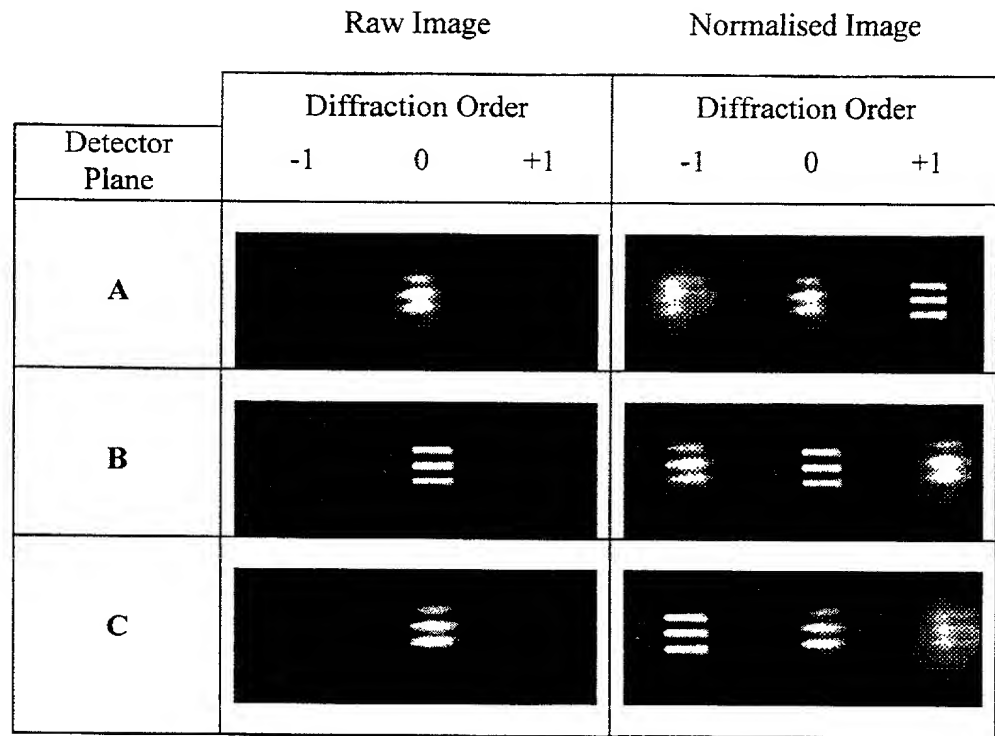 Raw Image Normalised Image
Diffraction Order Diffraction Order
Detector Plane
-1 0 +1 -1 0 +1
A
B
C